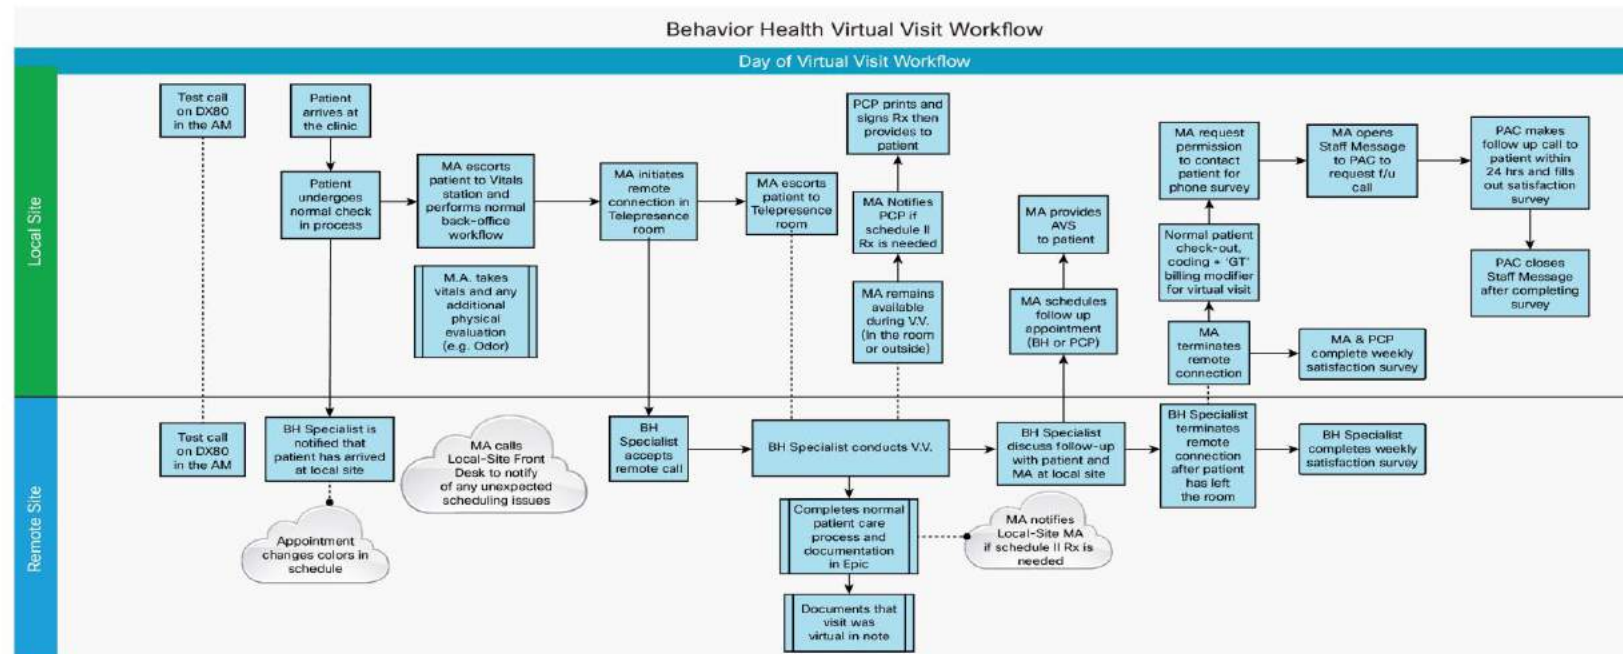 Behavior Health Virtual Visit Workflow
Day of Virtual Visit Workflow
Local Site
Test call
on DX80
in the AM
Patient
arrives at
the clinic
Patient
undergoes
normal check
in process
MA escorts
patient to Vitals
station and
performs normal
back-office
workflow
M.A. takes
vitals and any
additional
physical
evaluation
(e.g. Odor)
MA initiates
remote
connection in
Telepresence
room
MA escorts
patient to
Telepresence
room
PCP prints and
signs Rx then
provides to
patient
MA Notifies
PCP if
schedule II
Rx is needed
MA remains
available
during V.V.
(In the room
or outside)
MA provides
AVS
to patient
MA schedules
follow up
appointment
(BH or PCP)
MA request
permission
to contact
patient for
phone survey
Normal patient
check-out,
coding + 'GT'
billing modifier
for virtual visit
MA
terminates
remote
connection
MA opens
Staff Message
to PAC to
request f/u
call
PAC makes
follow up call to
patient within
24 hrs and fills
out satisfaction
survey
PAC closes
Staff Message
after completing
survey
MA & PCP
complete weekly
satisfaction survey
Remote Site
Test call
on DX80
in the AM
BH Specialist is
notified that
patient has arrived
at local site
Appointment
changes colors in
schedule
MA calls
Local-Site Front
Desk to notify
of any unexpected
scheduling issues
BH
Specialist
accepts
remote call
BH Specialist conducts V.V.
Completes normal
patient care
process and
documentation
in Epic
Documents that
visit was
virtual in note
MA notifies
Local-Site MA
if schedule II Rx is
needed
BH Specialist
discuss follow-up
with patient and
MA at local site
BH Specialist
terminates
remote
connection
after patient
has left
the room
BH Specialist
completes weekly
satisfaction survey